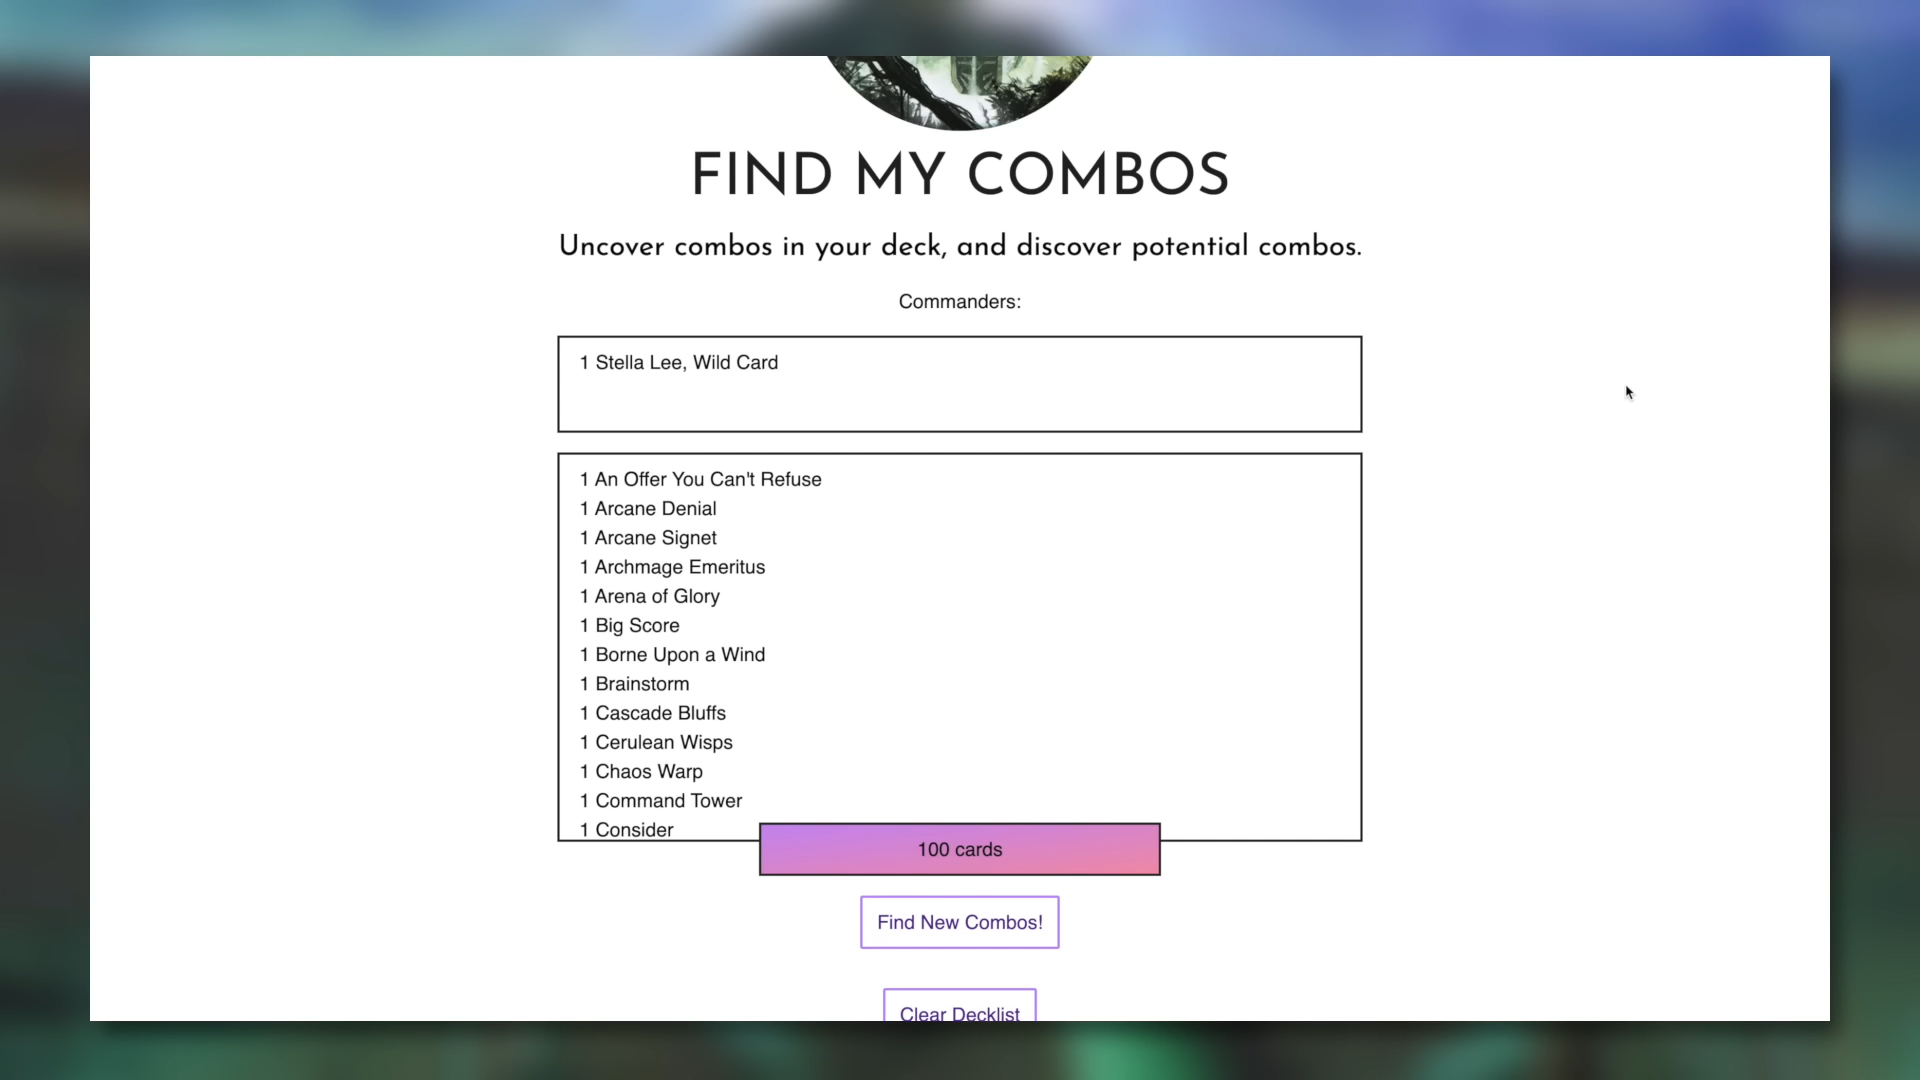 FIND MY COMBOS
Uncover combos in your deck, and discover potential combos.
Commanders:
1 Stella Lee, Wild Card
1 An Offer You Can't Refuse
1 Arcane Denial
1 Arcane Signet
1 Archmage Emeritus
1 Arena of Glory
1 Big Score
1 Borne Upon a Wind
1 Brainstorm
1 Cascade Bluffs
1 Cerulean Wisps
1 Chaos Warp
1 Command Tower
1 Consider
100 cards
Find New Combos!
Clear Decklist